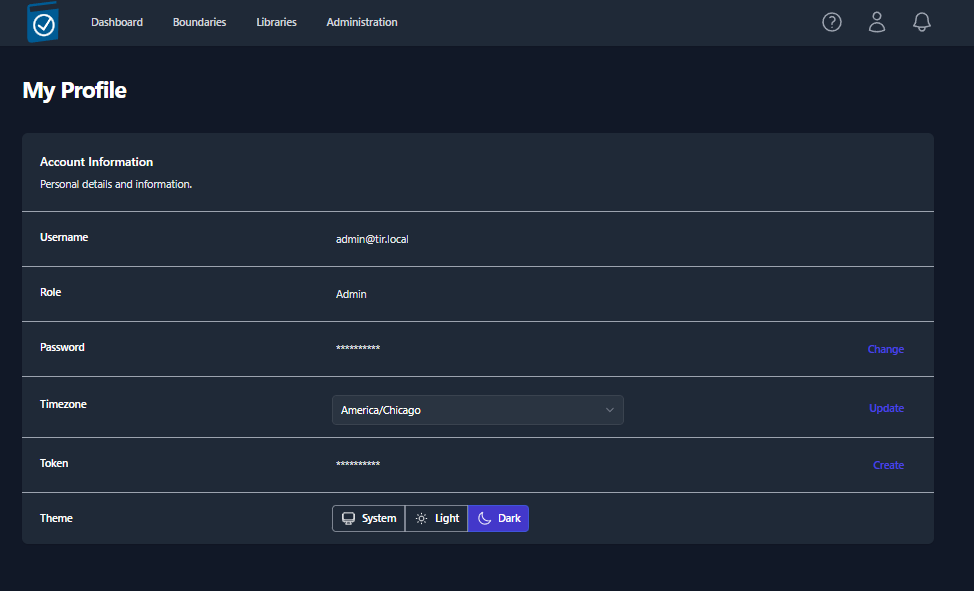 Dashboard Boundaries Libraries Administration
My Profile
Account Information
Personal details and information.
Username admin@tir.local
Role Admin
Password ********** Change
Timezone America/Chicago Update
Token ********** Create
Theme System Light Dark